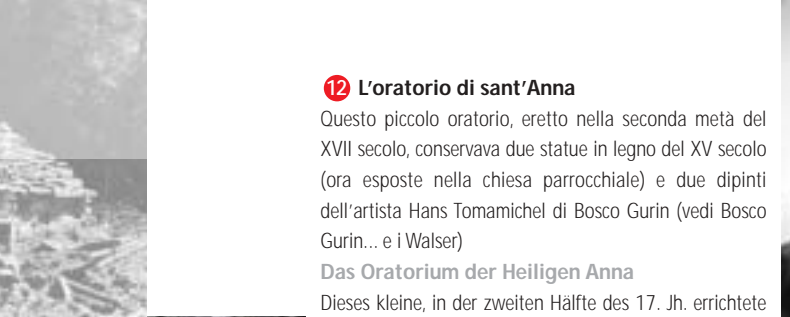 12 L'oratorio di sant'Anna
Questo piccolo oratorio, eretto nella seconda metà del
XVII secolo, conservava due statue in legno del XV secolo
(ora esposte nella chiesa parrocchiale) e due dipinti
dell'artista Hans Tomamichel di Bosco Gurin (vedi Bosco
Gurin... e i Walser)
Das Oratorium der Heiligen Anna
Dieses kleine, in der zweiten Hälfte des 17. Jh. errichtete